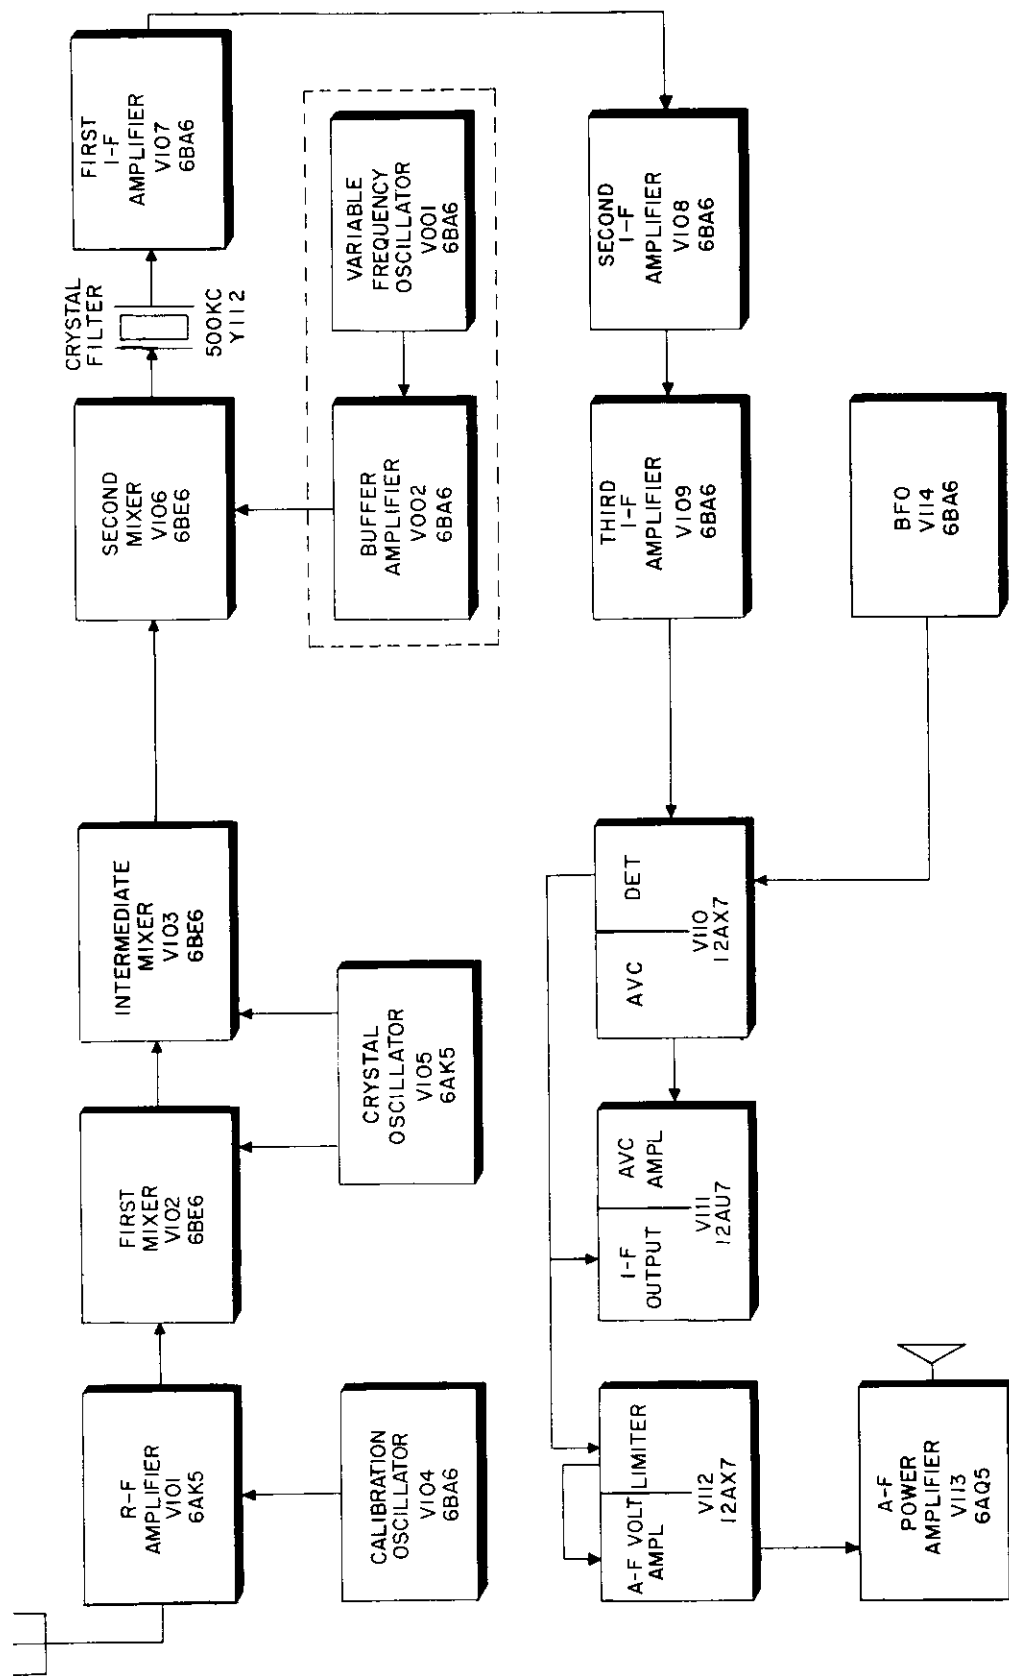 R-F
AMPLIFIER
V101
6AK5
FIRST
MIXER
V102
6BE6
INTERMEDIATE
MIXER
V103
6BE6
SECOND
MIXER
V106
6BE6
CRYSTAL
FILTER
500KC
Y112
FIRST
I-F
AMPLIFIER
V107
6BA6
CALIBRATION
OSCILLATOR
V104
6BA6
CRYSTAL
OSCILLATOR
V105
6AK5
BUFFER
AMPLIFIER
V002
6BA6
VARIABLE
FREQUENCY
OSCILLATOR
V001
6BA6
A-F VOLT
AMPL
LIMITER
V112
12AX7
I-F
OUTPUT
AVC
AMPL
V111
12AU7
AVC
DET
V110
12AX7
THIRD
I-F
AMPLIFIER
V109
6BA6
SECOND
I-F
AMPLIFIER
V108
6BA6
A-F
POWER
AMPLIFIER
V113
6AQ5
BFO
V114
6BA6